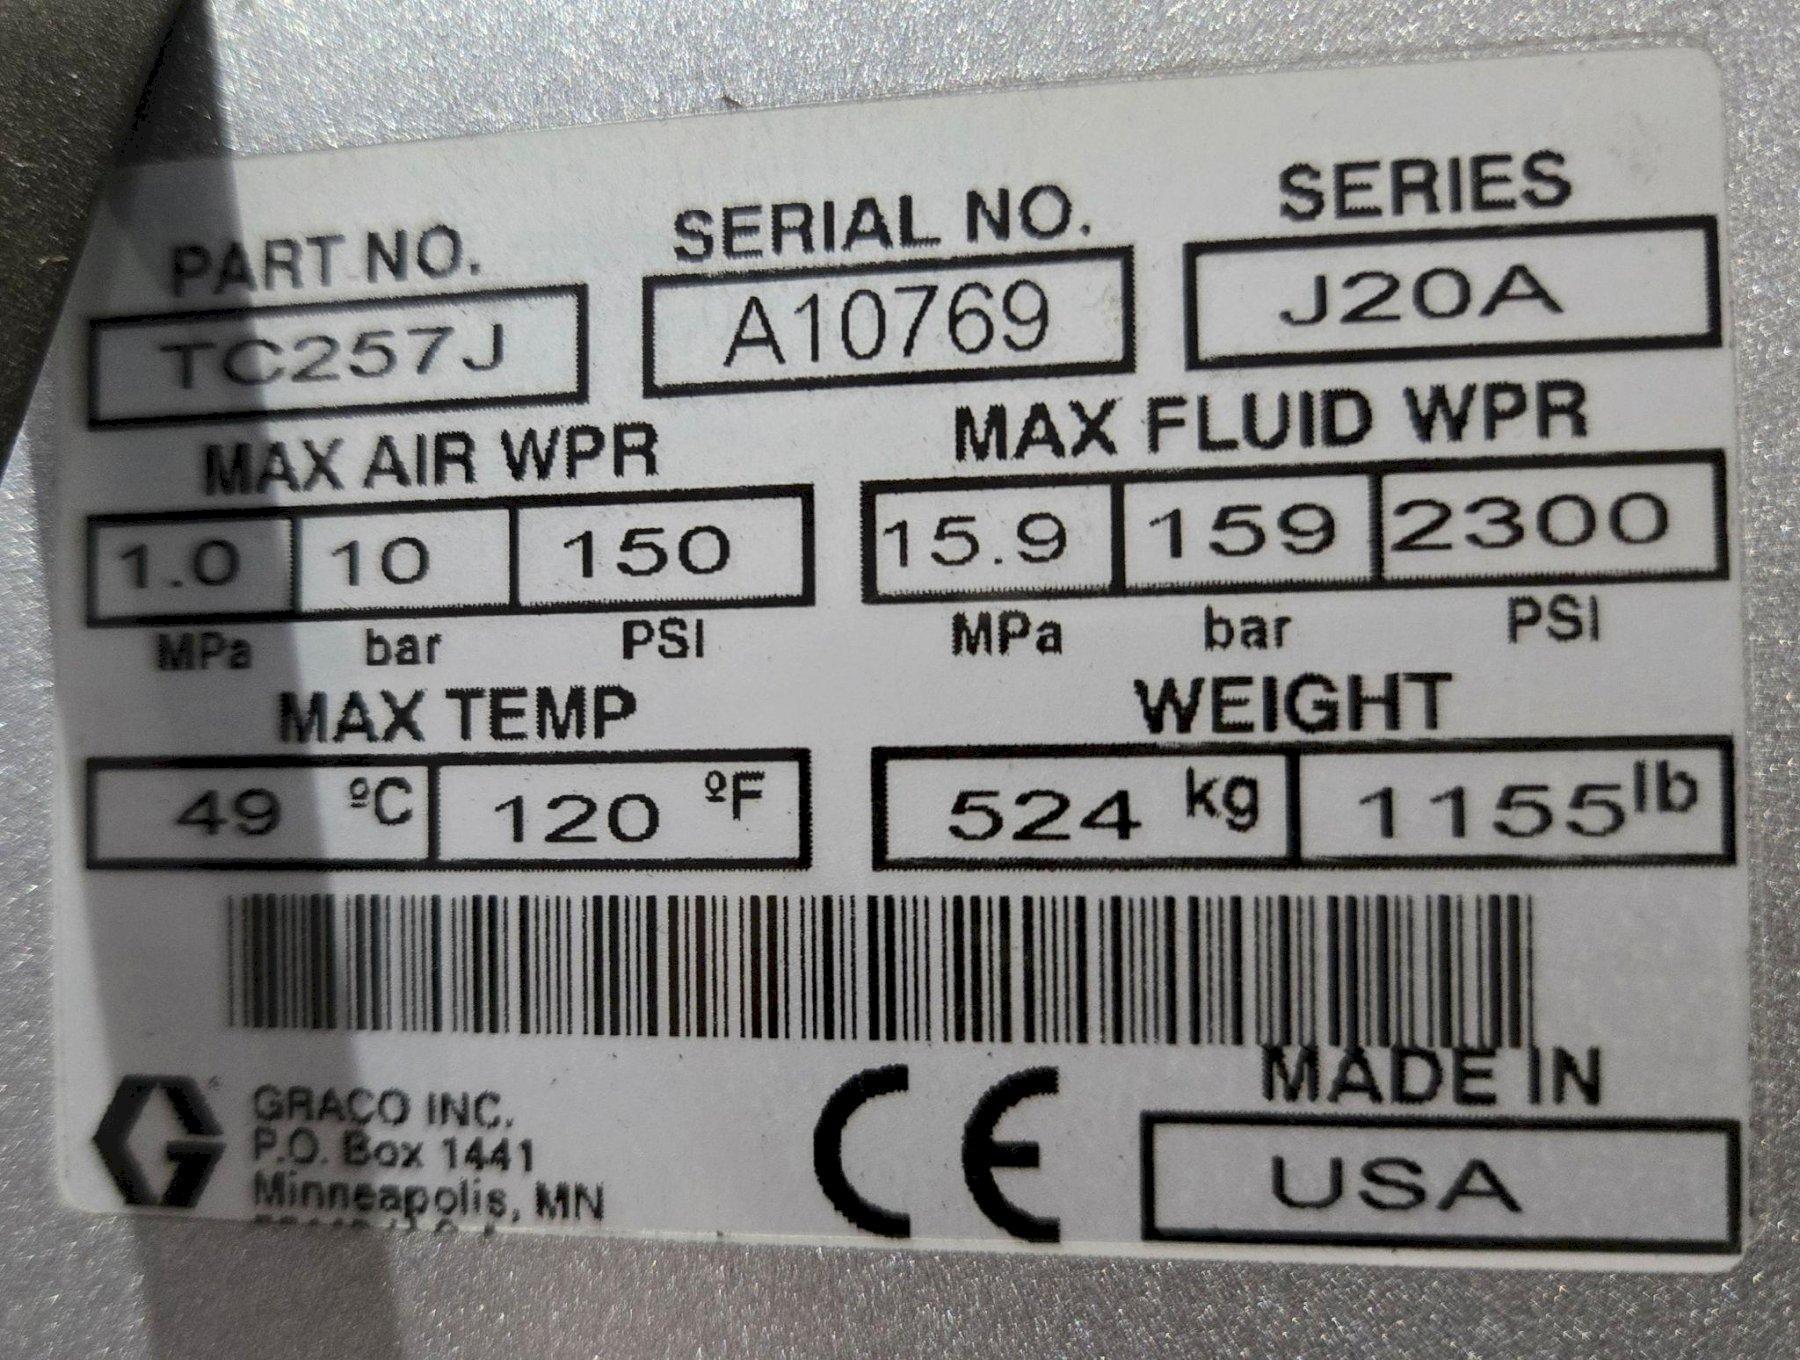 PART NO. SERIAL NO. SERIES
TC257J A10769 J20A
MAX AIR WPR MAX FLUID WPR
1.0 10 150 15.9 159 2300
MPa bar PSI MPa bar PSI
MAX TEMP WEIGHT
49 ºC 120 ºF 524 kg 1155 lb
GRACO INC.
P.O. Box 1441
Minneapolis, MN
CE
MADE IN
USA